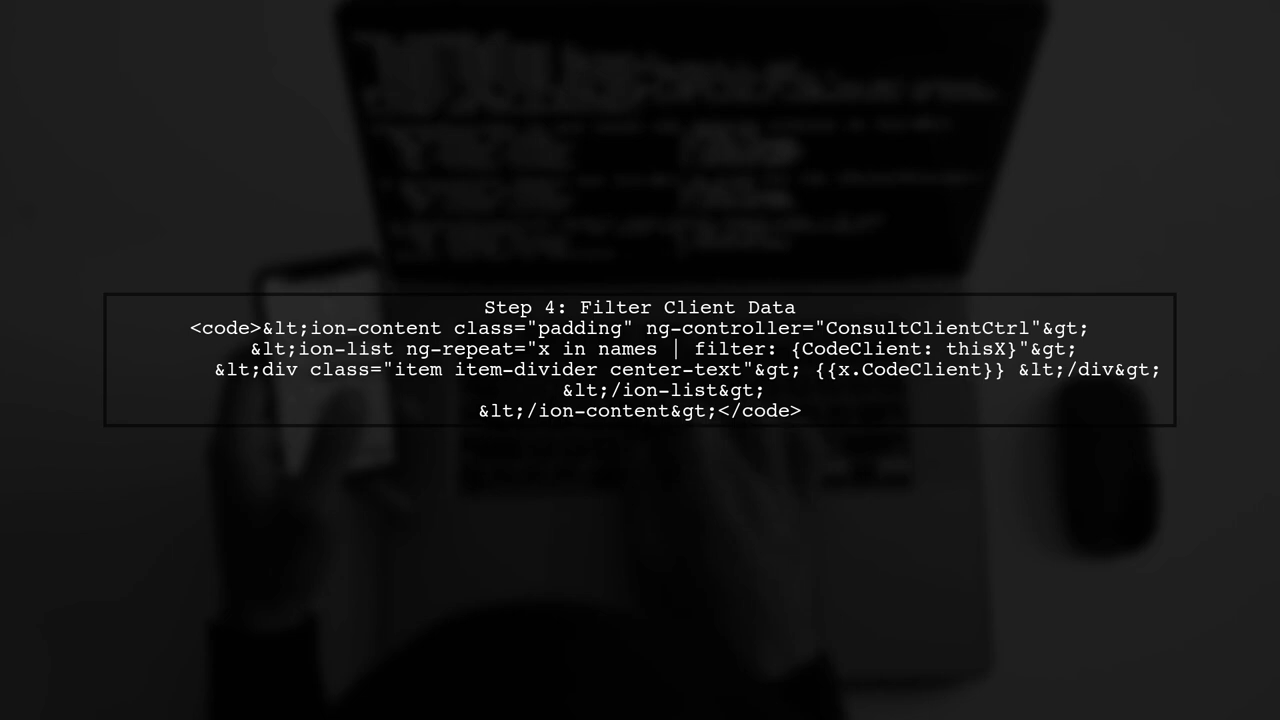 Step 4: Filter Client Data
<code>&lt;ion-content class="padding" ng-controller="ConsultClientCtrl"&gt;
&lt;ion-list ng-repeat="x in names | filter: {CodeClient: thisX}"&gt;
&lt;div class="item item-divider center-text"&gt; {{x.CodeClient}} &lt;/div&gt;
&lt;/ion-list&gt;
&lt;/ion-content&gt;</code>